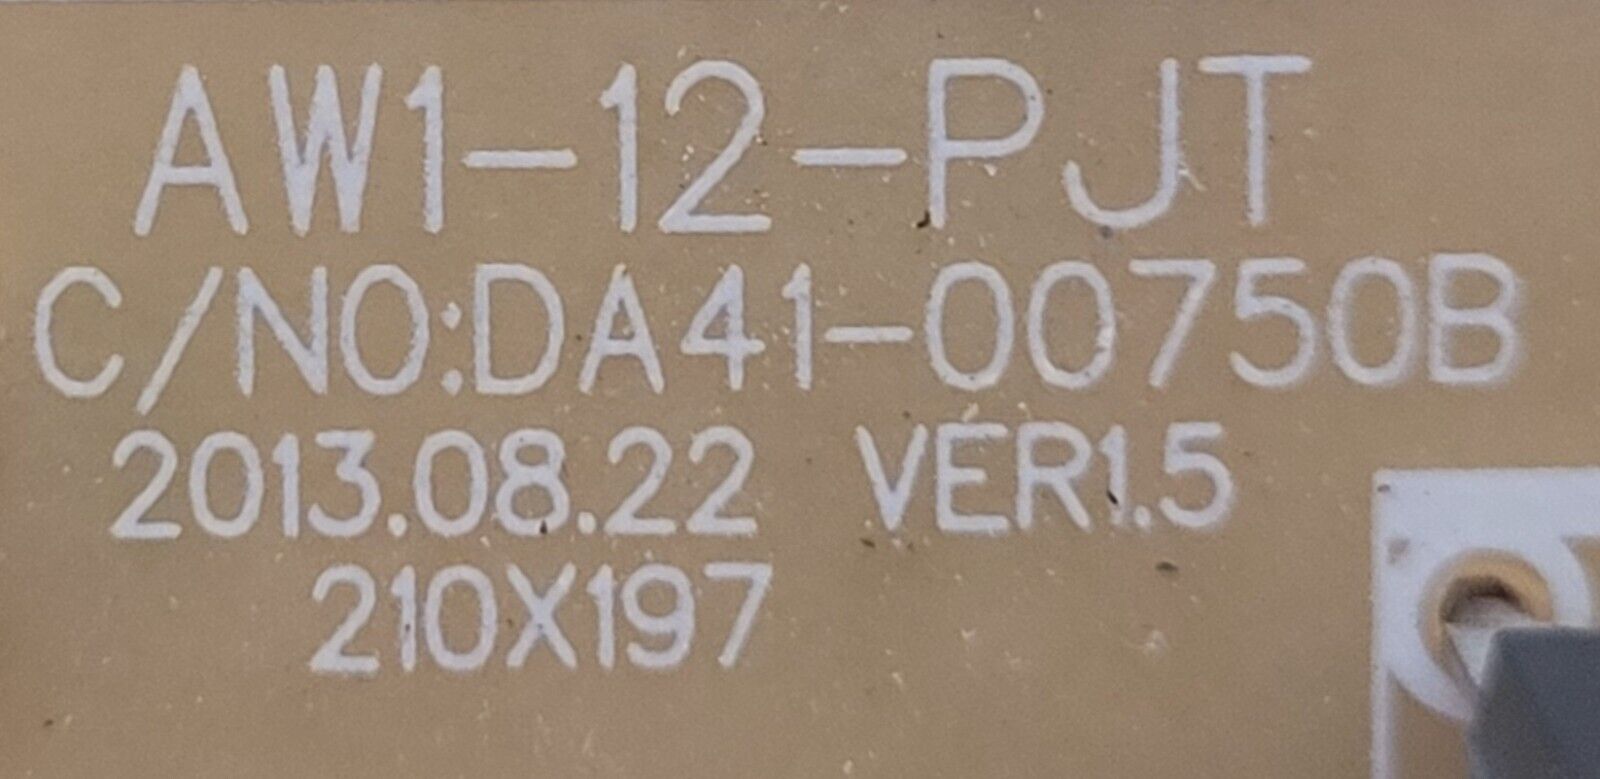 AW1-12-PJT
C/NO:DA41-00750B
2013.08.22 VER1.5
210X197